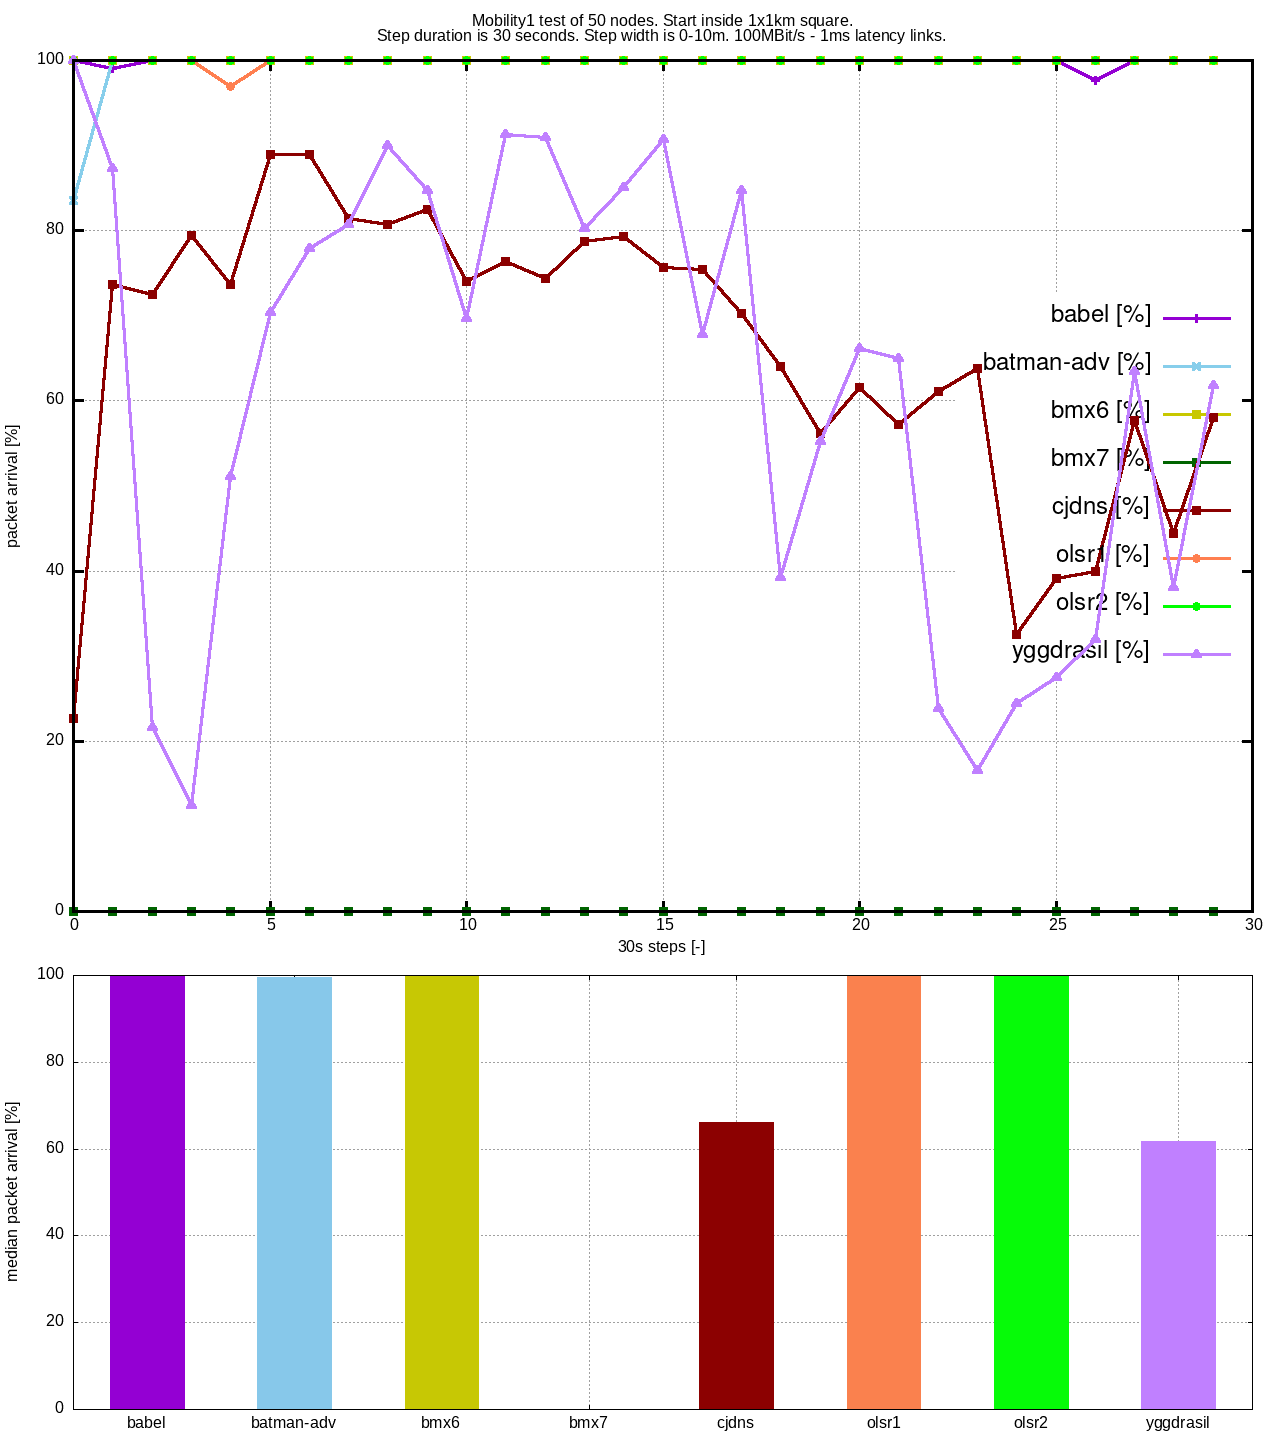 Mobility1 test of 50 nodes. Start inside 1x1km square.
Step duration is 30 seconds. Step width is 0-10m. 100MBit/s - 1ms latency links.
100
80
60
40
20
0
packet arrival [%]
babel [%]
batman-adv [%]
bmx6 [%]
bmx7 [%]
cjdns [%]
olsr1 [%]
olsr2 [%]
yggdrasil [%]
0 5 10 15 20 25 30
30s steps [-]
100
80
60
40
20
0
median packet arrival [%]
babel batman-adv bmx6 bmx7 cjdns olsr1 olsr2 yggdrasil